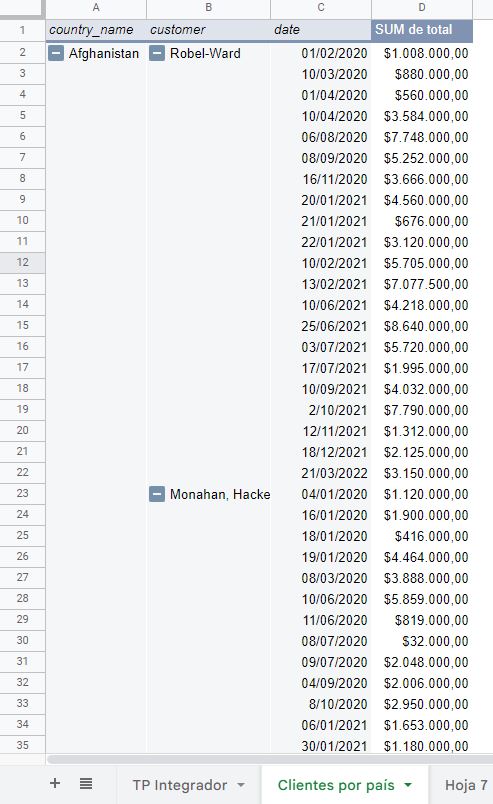 A B C D
1 country_name customer date SUM de total
2 Afghanistan Robel-Ward 01/02/2020 $1.008.000,00
3 10/03/2020 $880.000,00
4 01/04/2020 $560.000,00
5 10/04/2020 $3.584.000,00
6 06/08/2020 $7.748.000,00
7 08/09/2020 $5.252.000,00
8 16/11/2020 $3.666.000,00
9 20/01/2021 $4.560.000,00
10 21/01/2021 $676.000,00
11 22/01/2021 $3.120.000,00
12 10/02/2021 $5.705.000,00
13 13/02/2021 $7.077.500,00
14 10/06/2021 $4.218.000,00
15 25/06/2021 $8.640.000,00
16 03/07/2021 $5.720.000,00
17 17/07/2021 $1.995.000,00
18 10/09/2021 $4.032.000,00
19 2/10/2021 $7.790.000,00
20 12/11/2021 $1.312.000,00
21 18/12/2021 $2.125.000,00
22 21/03/2022 $3.150.000,00
23 Monahan, Hacke 04/01/2020 $1.120.000,00
24 16/01/2020 $1.900.000,00
25 18/01/2020 $416.000,00
26 19/01/2020 $4.464.000,00
27 08/03/2020 $3.888.000,00
28 10/06/2020 $5.859.000,00
29 11/06/2020 $819.000,00
30 08/07/2020 $32.000,00
31 09/07/2020 $2.048.000,00
32 04/09/2020 $2.006.000,00
33 8/10/2020 $2.950.000,00
34 06/01/2021 $1.653.000,00
35 30/01/2021 $1.180.000,00
TP Integrador Clientes por país Hoja 7